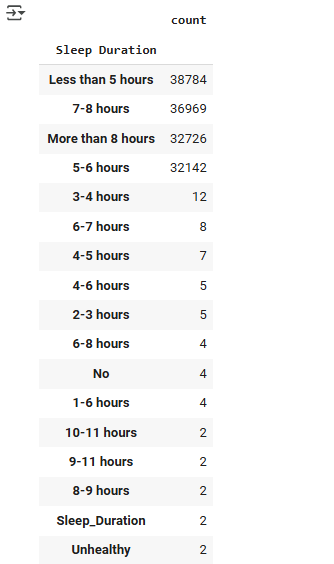 count
Sleep Duration
Less than 5 hours 38784
7-8 hours 36969
More than 8 hours 32726
5-6 hours 32142
3-4 hours 12
6-7 hours 8
4-5 hours 7
4-6 hours 5
2-3 hours 5
6-8 hours 4
No 4
1-6 hours 4
10-11 hours 2
9-11 hours 2
8-9 hours 2
Sleep_Duration 2
Unhealthy 2